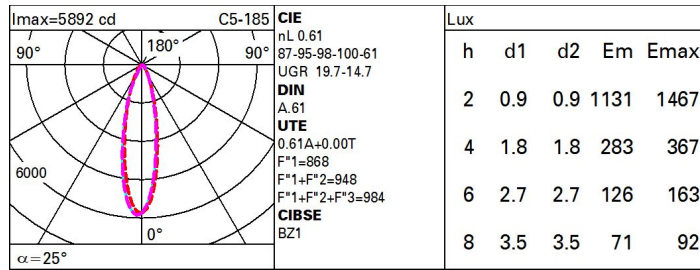 Imax=5892 cd C5-185
90° 180° 90°
6000
0°
α=25°
CIE
nL 0.61
87-95-98-100-61
UGR 19.7-14.7
DIN
A.61
UTE
0.61A+0.00T
F"1=868
F"1+F"2=948
F"1+F"2+F"3=984
CIBSE
BZ1
Lux
h d1 d2 Em Emax
2 0.9 0.9 1131 1467
4 1.8 1.8 283 367
6 2.7 2.7 126 163
8 3.5 3.5 71 92